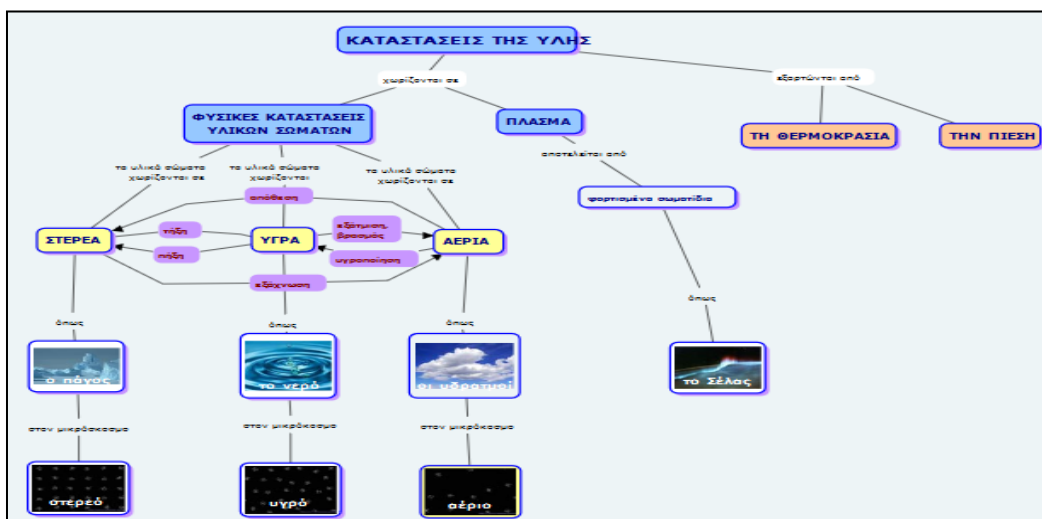 ΚΑΤΑΣΤΑΣΕΙΣ ΤΗΣ ΥΛΗΣ
χωρίζονται σε
εξαρτώνται από
ΦΥΣΙΚΕΣ ΚΑΤΑΣΤΑΣΕΙΣ
ΥΛΙΚΩΝ ΣΩΜΑΤΩΝ
ΠΛΑΣΜΑ
ΤΗ ΘΕΡΜΟΚΡΑΣΙΑ
ΤΗΝ ΠΙΕΣΗ
τα υλικά σώματα
χωρίζονται σε
τα υλικά σώματα
χωρίζονται
τα υλικά σώματα
χωρίζονται σε
αποτελείται από
απόθεση
φορτισμένα σωματίδια
ΣΤΕΡΕΑ
τήξη
πήξη
ΥΓΡΑ
εξάτμιση,
βρασμός
υγροποίηση
ΑΕΡΙΑ
εξάχνωση
όπως
όπως
όπως
όπως
ο πάγος
το νερό
οι υδρατμοί
το Σέλας
στον μικρόσκοσμο
στον μικρόκοσμο
στον μικρόκοσμο
στερεό
υγρό
αέριο